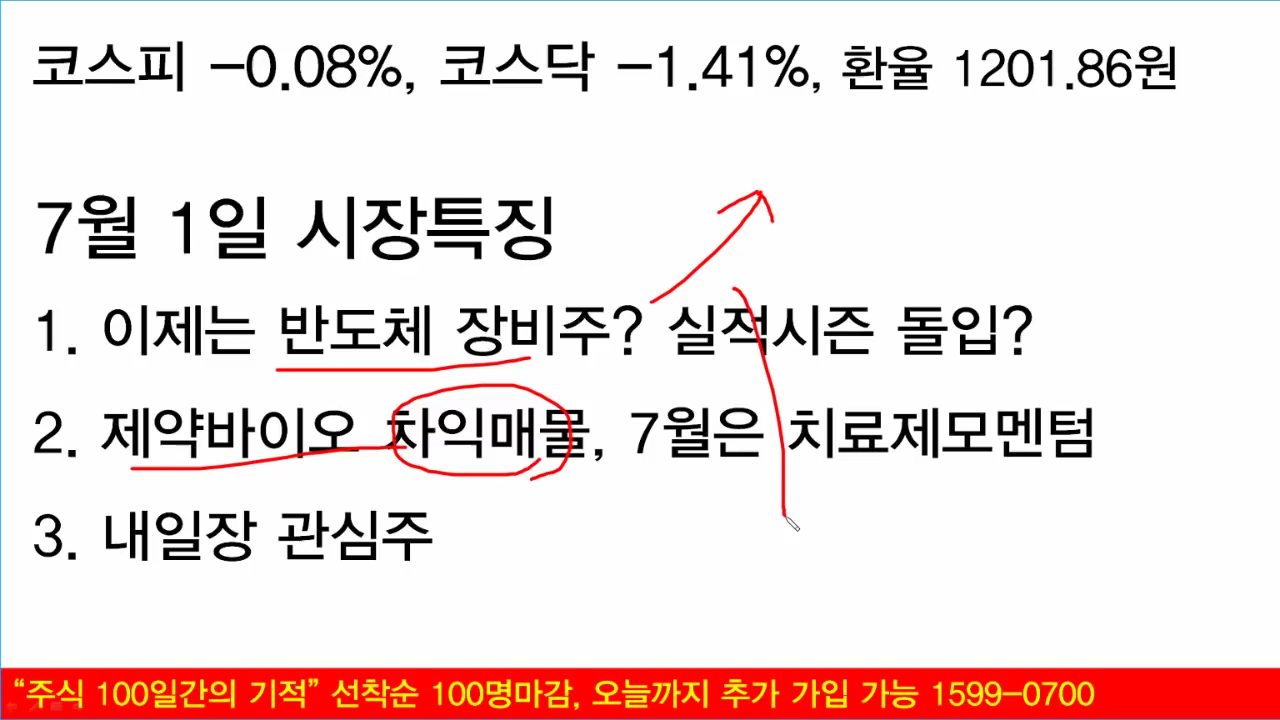 코스피 -0.08%, 코스닥 -1.41%, 환율 1201.86원
7월 1일 시장특징
1. 이제는 반도체 장비주? 실적시즌 돌입?
2. 제약바이오 차익매물, 7월은 치료제모멘텀
3. 내일장 관심주
“주식 100일간의 기적” 선착순 100명마감, 오늘까지 추가 가입 가능 1599-0700